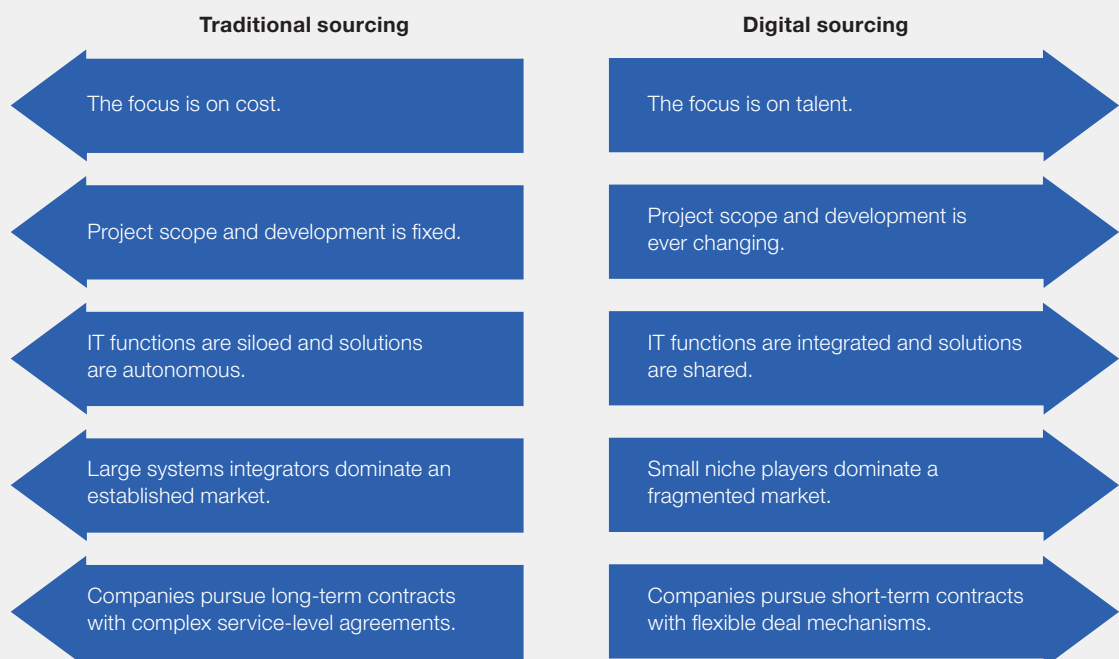 Traditional sourcing
Digital sourcing
The focus is on cost.
The focus is on talent.
Project scope and development is fixed.
Project scope and development is
ever changing.
IT functions are siloed and solutions
are autonomous.
IT functions are integrated and solutions
are shared.
Large systems integrators dominate an
established market.
Small niche players dominate a
fragmented market.
Companies pursue long-term contracts
with complex service-level agreements.
Companies pursue short-term contracts
with flexible deal mechanisms.